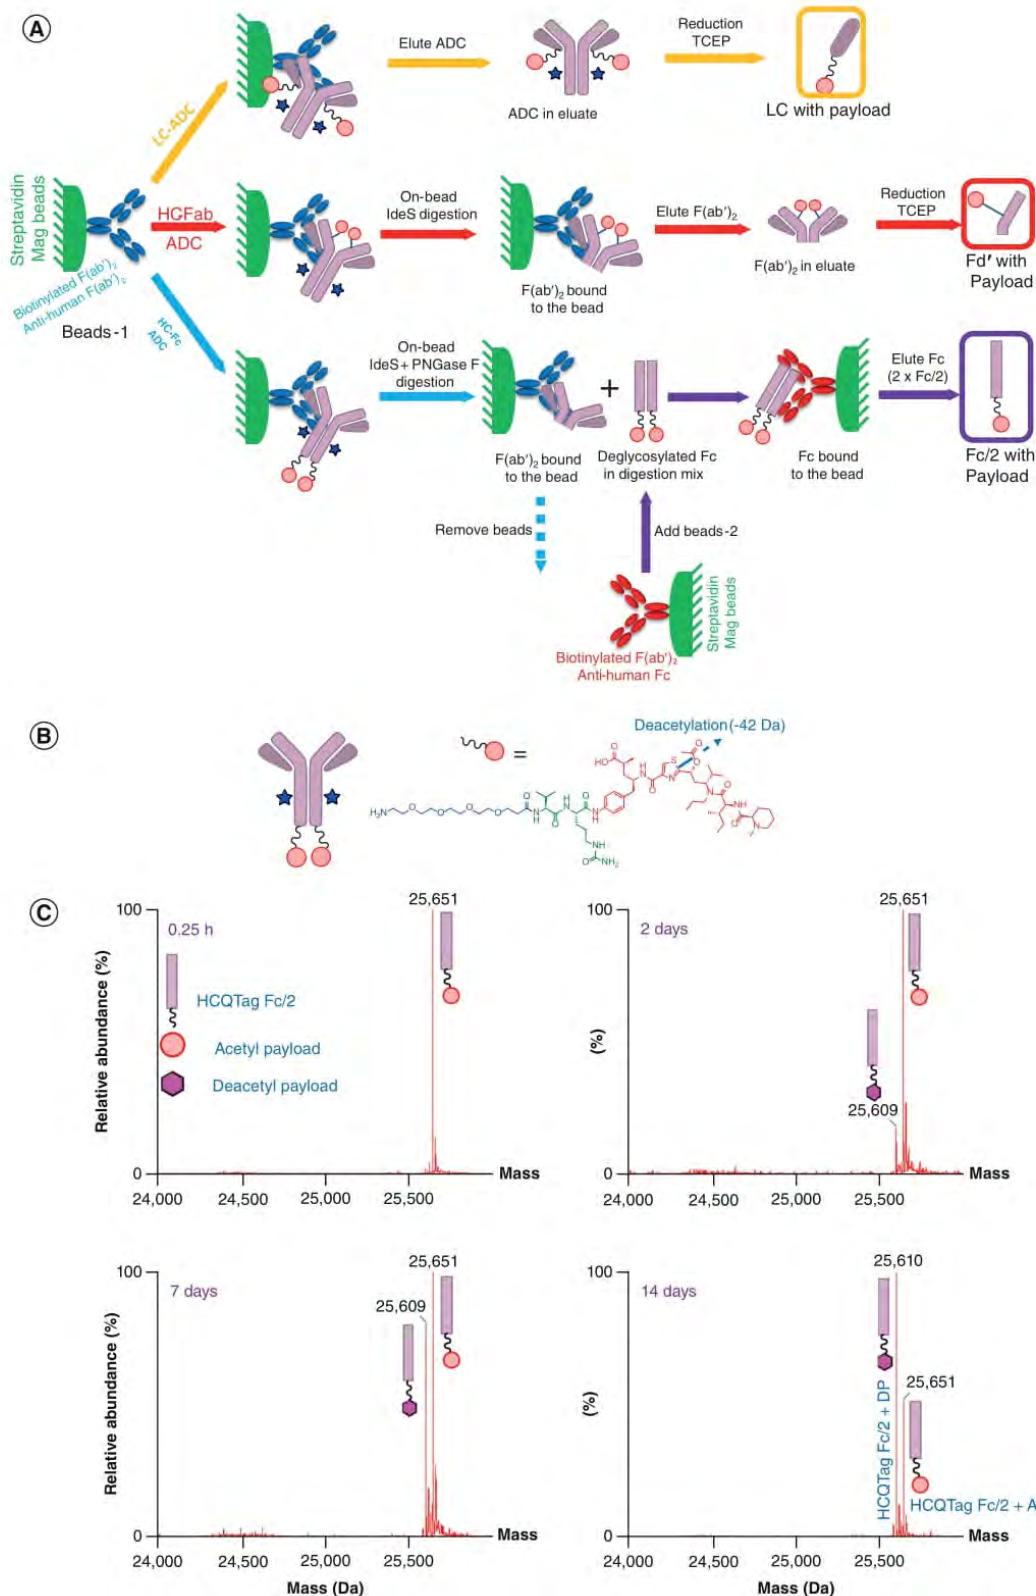 A
Reduction
TCEP
Elute ADC
LC-ADC
ADC in eluate
LC with payload
Streptavidin
Mag beads
HCFab
ADC
On-bead
IdeS digestion
Elute F(ab′)₂
Reduction
TCEP
Biotinylated F(ab′)₂
Anti-human F(ab′)₂
Beads-1
F(ab′)₂ bound
to the bead
F(ab′)₂ in eluate
Fd′ with
Payload
HC-Fc
ADC
On-bead
IdeS+PNGase F
digestion
+
Elute Fc
(2 x Fc/2)
F(ab′)₂ bound
to the bead
Deglycosylated Fc
in digestion mix
Fc bound
to the bead
Fc/2 with
Payload
Remove beads
Add beads-2
Streptavidin
Mag beads
Biotinylated F(ab′)₂
Anti-human Fc
B
=
Deacetylation (-42 Da)
C
25,651
100
0.25 h
HCQTag Fc/2
Acetyl payload
Deacetyl payload
Relative abundance (%)
0
Mass
24,000
24,500
25,000
25,500
25,651
100
2 days
(%)
25,609
0
Mass
24,000
24,500
25,000
25,500
25,651
100
7 days
25,609
Relative abundance (%)
0
Mass
24,000
24,500
25,000
25,500
Mass (Da)
25,610
100
14 days
25,651
(%)
HCQTag Fc/2 + DP
HCQTag Fc/2 + A
0
Mass
24,000
24,500
25,000
25,500
Mass (Da)